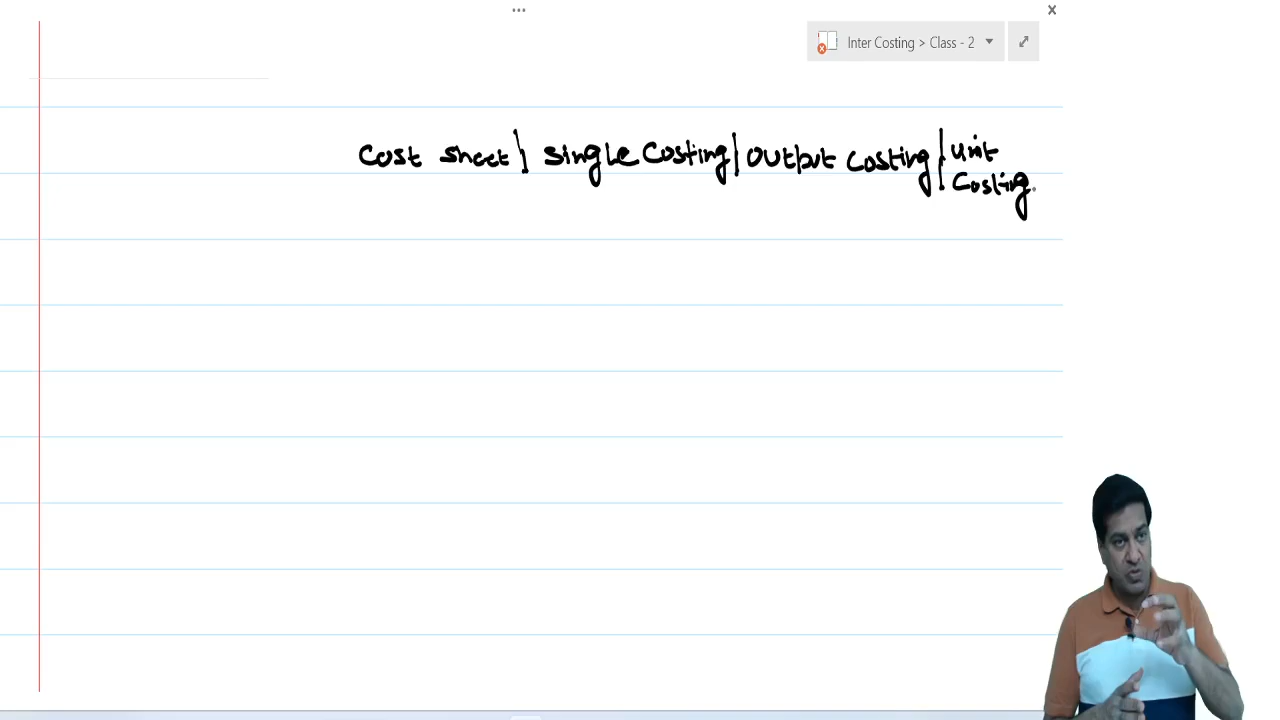 Inter Costing > Class - 2
Cost sheet | Single Costing | Output Costing | Unit
Costing